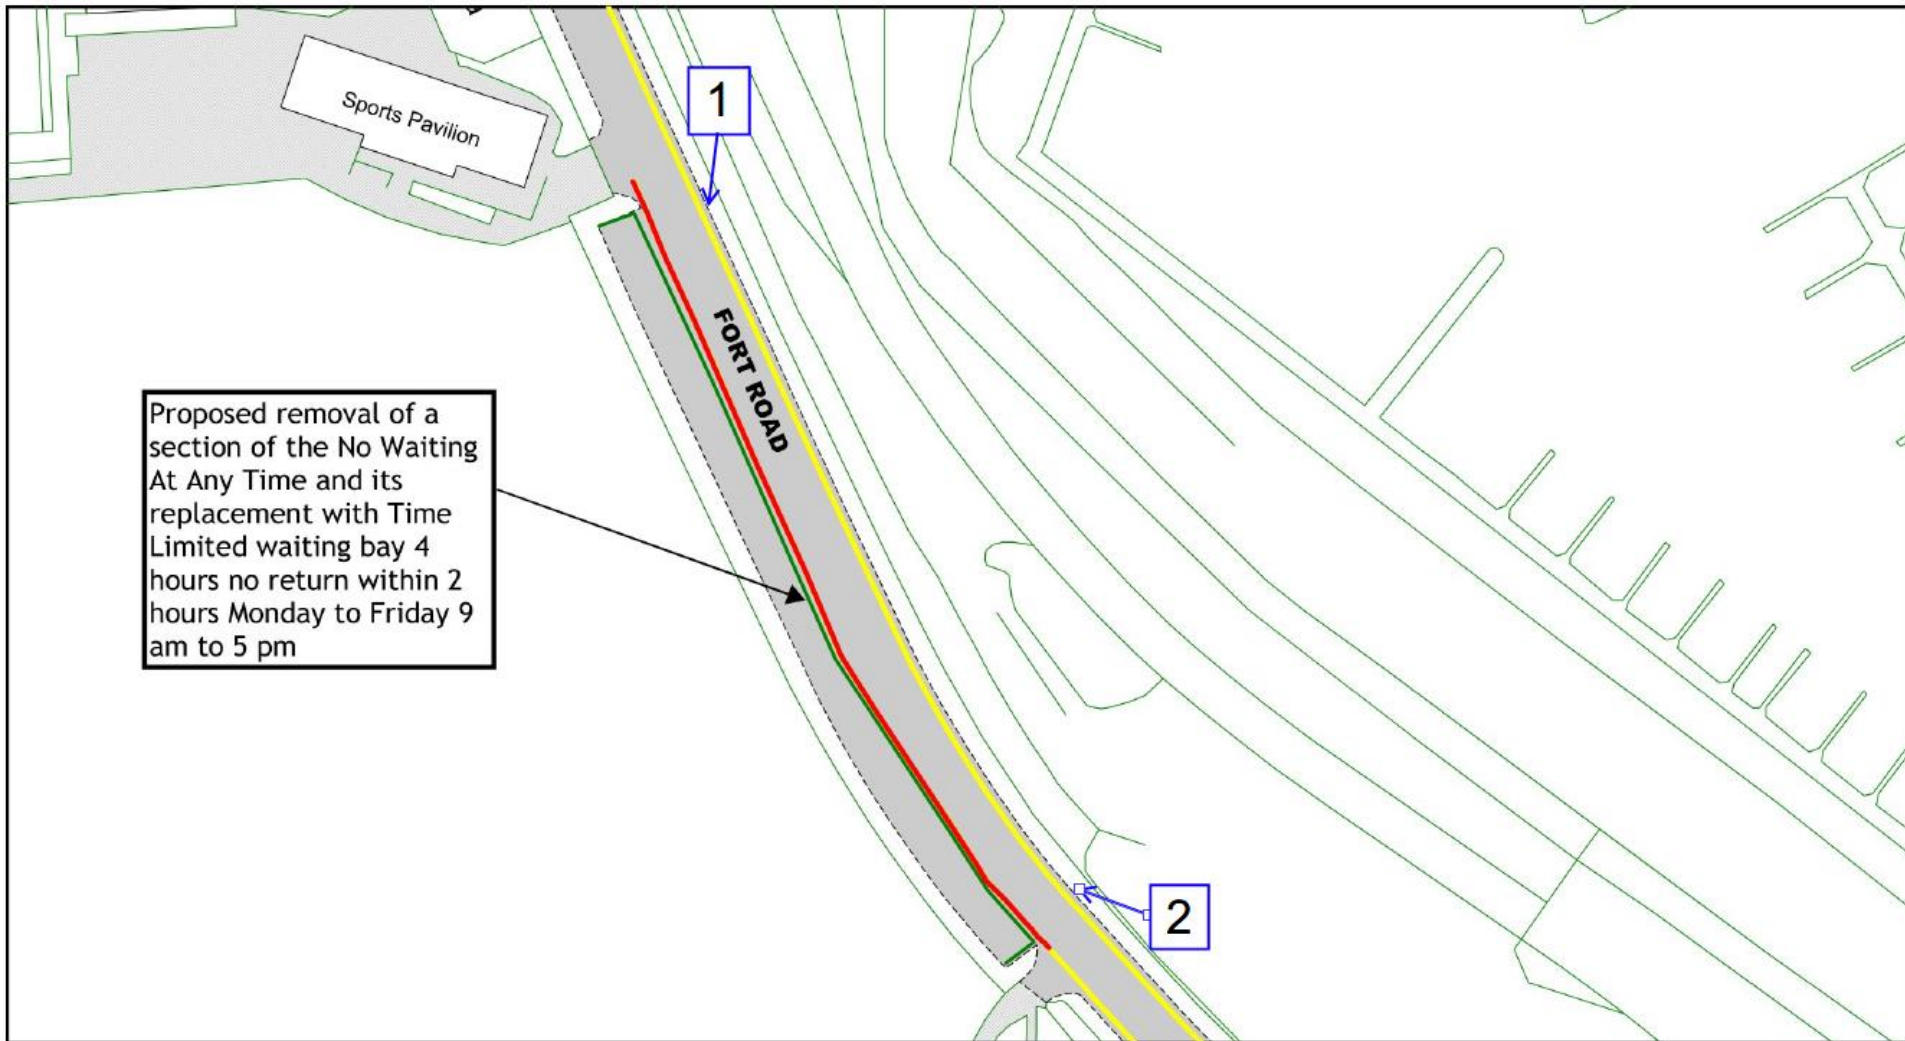 Sports Pavilion
1
FORT ROAD
Proposed removal of a
section of the No Waiting
At Any Time and its
replacement with Time
Limited waiting bay 4
hours no return within 2
hours Monday to Friday 9
am to 5 pm
2